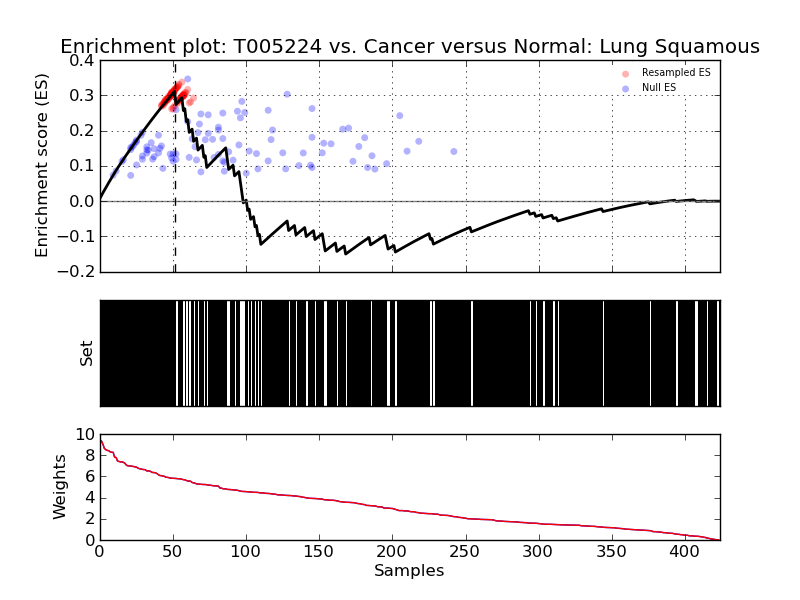 Enrichment plot: T005224 vs. Cancer versus Normal: Lung Squamous
Enrichment score (ES)
0.4
0.3
0.2
0.1
0.0
−0.1
−0.2
Resampled ES
Null ES
Set
Weights
10
8
6
4
2
0
0 50 100 150 200 250 300 350 400
Samples